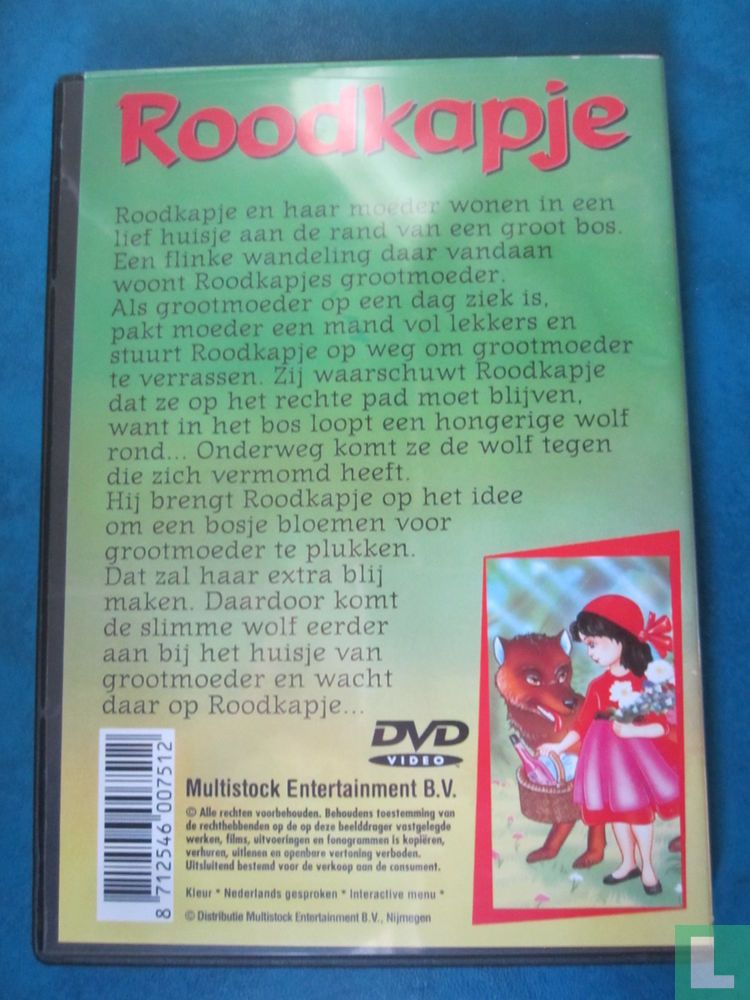 Roodkapje
Roodkapje en haar moeder wonen in een
lief huisje aan de rand van een groot bos.
Een flinke wandeling daar vandaan
woont Roodkapjes grootmoeder.
Als grootmoeder op een dag ziek is,
pakt moeder een mand vol lekkers en
stuurt Roodkapje op weg om grootmoeder
te verrassen. Zij waarschuwt Roodkapje
dat ze op het rechte pad moet blijven,
want in het bos loopt een hongerige wolf
rond... Onderweg komt ze de wolf tegen
die zich vermomd heeft.
Hij brengt Roodkapje op het idee
om een bosje bloemen voor
grootmoeder te plukken.
Dat zal haar extra blij
maken. Daardoor komt
de slimme wolf eerder
aan bij het huisje van
grootmoeder en wacht
daar op Roodkapje...
DVD
VIDEO
Multistock Entertainment B.V.
© Alle rechten voorbehouden. Behoudens toestemming van
de rechthebbenden op de op deze beelddrager vastgelegde
werken, films, uitvoeringen en fonogrammen is kopiëren,
verhuren, uitlenen en openbare vertoning verboden.
Uitsluitend bestemd voor de verkoop aan de consument.
Kleur * Nederlands gesproken * Interactive menu *
© Distributie Multistock Entertainment B.V., Nijmegen
8 712546 007512
L